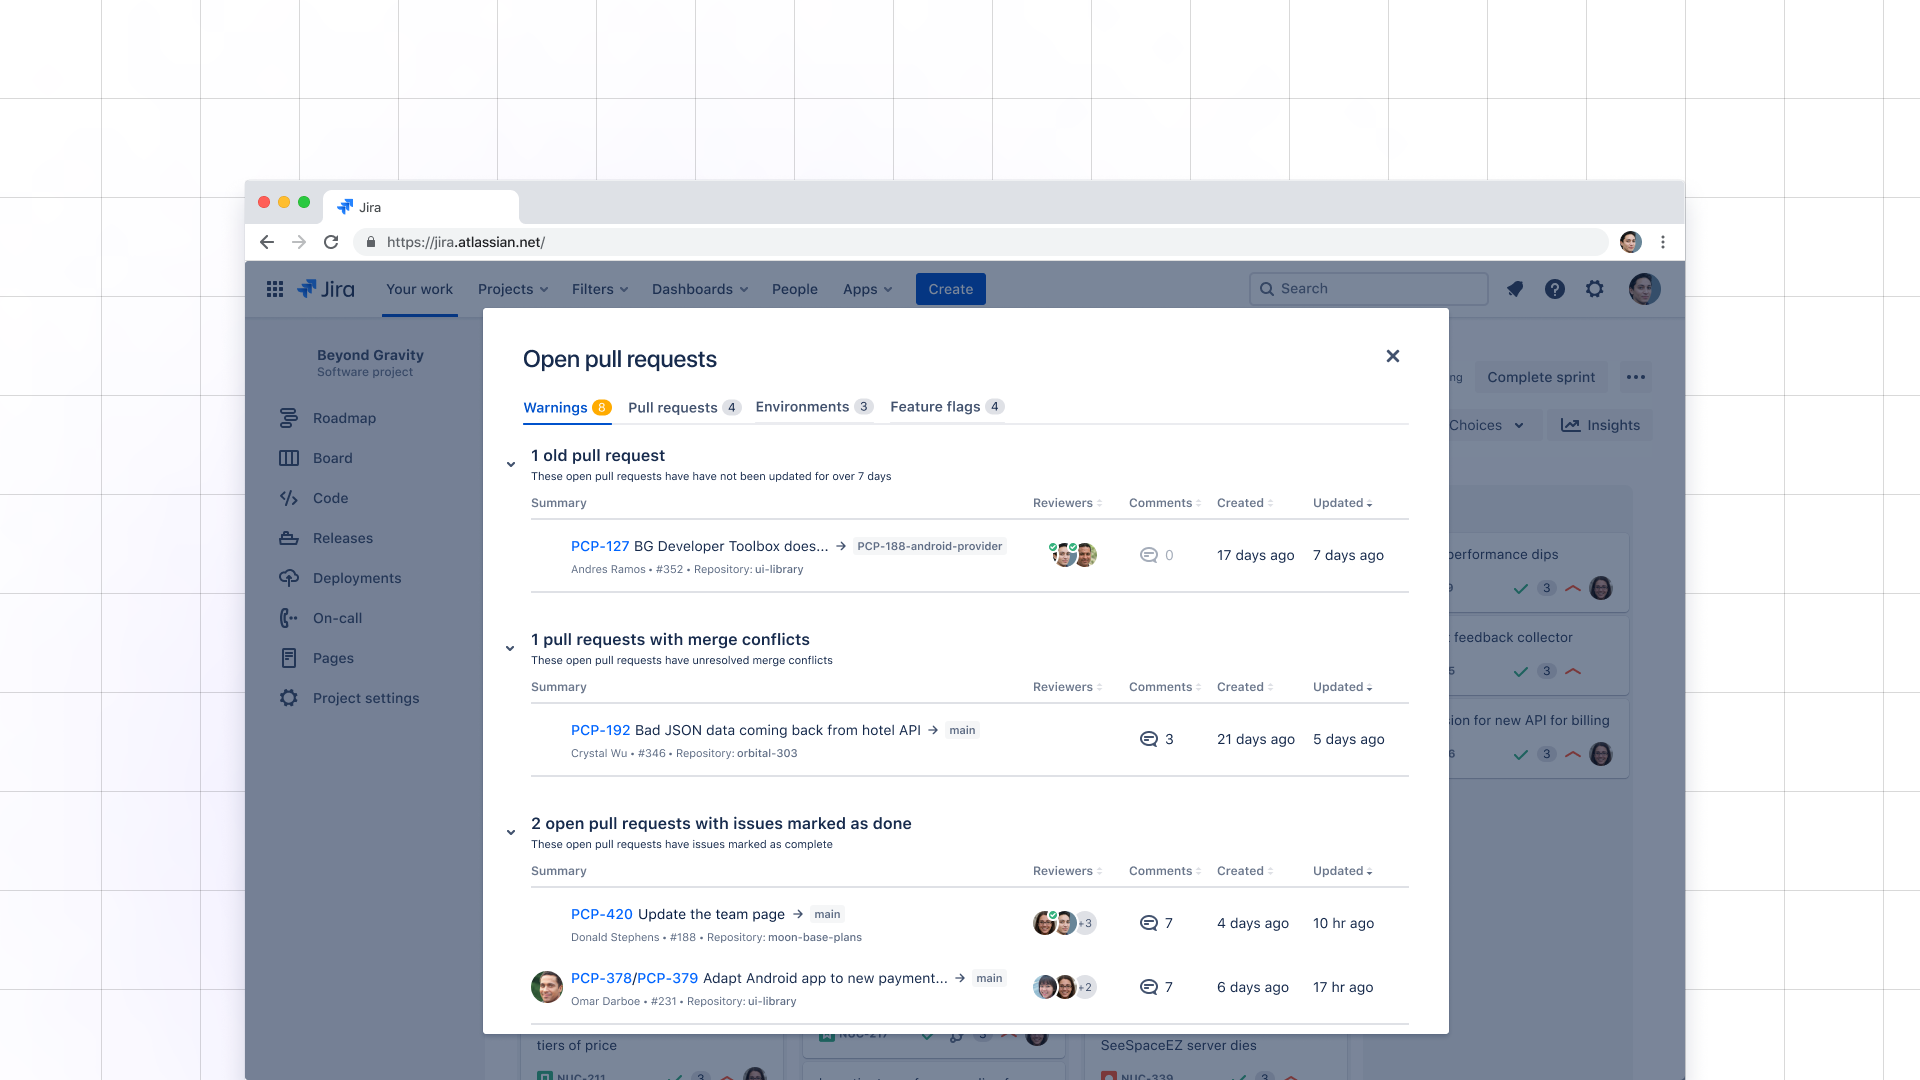 Jira
https://jira.atlassian.net/
Jira
Your work
Projects
Filters
Dashboards
People
Apps
Create
Search
Beyond Gravity
Software project
Roadmap
Board
Code
Releases
Deployments
On-call
Pages
Project settings
Complete sprint
Choices
Insights
Open pull requests
Warnings 8
Pull requests 4
Environments 3
Feature flags 4
1 old pull request
These open pull requests have have not been updated for over 7 days
Summary Reviewers Comments Created Updated
PCP-127 BG Developer Toolbox does... → PCP-188-android-provider
Andres Ramos • #352 • Repository: ui-library
0 17 days ago 7 days ago
1 pull requests with merge conflicts
These open pull requests have unresolved merge conflicts
Summary Reviewers Comments Created Updated
PCP-192 Bad JSON data coming back from hotel API → main
Crystal Wu • #346 • Repository: orbital-303
3 21 days ago 5 days ago
2 open pull requests with issues marked as done
These open pull requests have issues marked as complete
Summary Reviewers Comments Created Updated
PCP-420 Update the team page → main
Donald Stephens • #188 • Repository: moon-base-plans
+3 7 4 days ago 10 hr ago
PCP-378/PCP-379 Adapt Android app to new payment... → main
Omar Darboe • #231 • Repository: ui-library
+2 7 6 days ago 17 hr ago
performance dips
3
feedback collector
3
for new API for billing
3
tiers of price
NUC-211 3
NUC-217 3
SeeSpaceEZ server dies
NUC-339 3